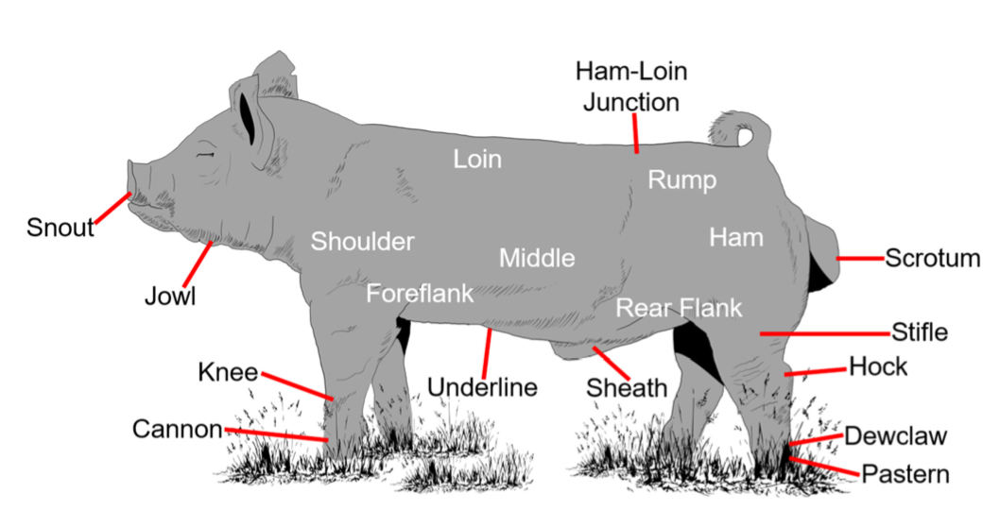 Ham-Loin
Junction
Loin
Rump
Snout
Shoulder
Ham
Middle
Scrotum
Jowl
Foreflank
Rear Flank
Stifle
Knee
Hock
Underline
Sheath
Cannon
Dewclaw
Pastern